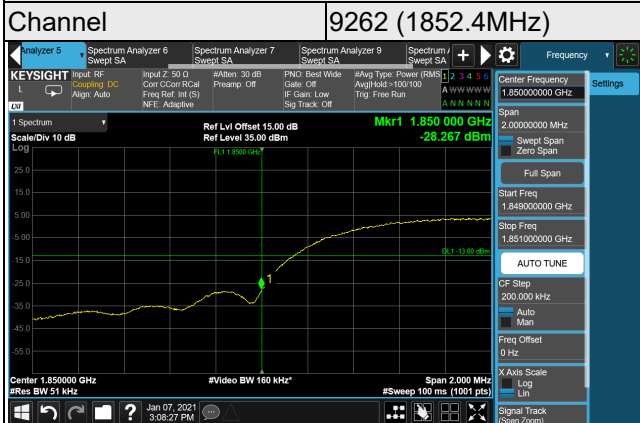 Channel 9262 (1852.4MHz)
Analyzer 5 Swept SA
Spectrum Analyzer 6 Swept SA
Spectrum Analyzer 7 Swept SA
Spectrum Analyzer 9 Swept SA
Spectrum Swept SA
Frequency
KEYSIGHT
L
LXI
Input: RF
Coupling: DC
Align: Auto
Input Z: 50 Ω
Corr CCorr RCal
Freq Ref: Int (S)
NFE: Adaptive
#Atten: 30 dB
Preamp: Off
PNO: Best Wide
Gate: Off
IF Gain: Low
Sig Track: Off
#Avg Type: Power (RMS
Avg|Hold:>100/100
Trig: Free Run
1 2 3 4 5 6
A W W W W W
A N N N N N
1 Spectrum
Scale/Div 10 dB
Ref Lvl Offset 15.00 dB
Ref Level 35.00 dBm
Mkr1 1.850 000 GHz
-28.267 dBm
Log
FL1 1.8500 GHz
25.0
15.0
5.00
-5.00
DL1 -13.00 dBm
-15.0
1
-25.0
-35.0
-45.0
-55.0
Center 1.850000 GHz
#Video BW 160 kHz*
Span 2.000 MHz
#Res BW 51 kHz
#Sweep 100 ms (1001 pts)
?
Jan 07, 2021
3:08:27 PM
Center Frequency
1.850000000 GHz
Settings
Span
2.00000000 MHz
Swept Span
Zero Span
Full Span
Start Freq
1.849000000 GHz
Stop Freq
1.851000000 GHz
AUTO TUNE
CF Step
200.000 kHz
Auto
Man
Freq Offset
0 Hz
X Axis Scale
Log
Lin
Signal Track
(Span Zoom)